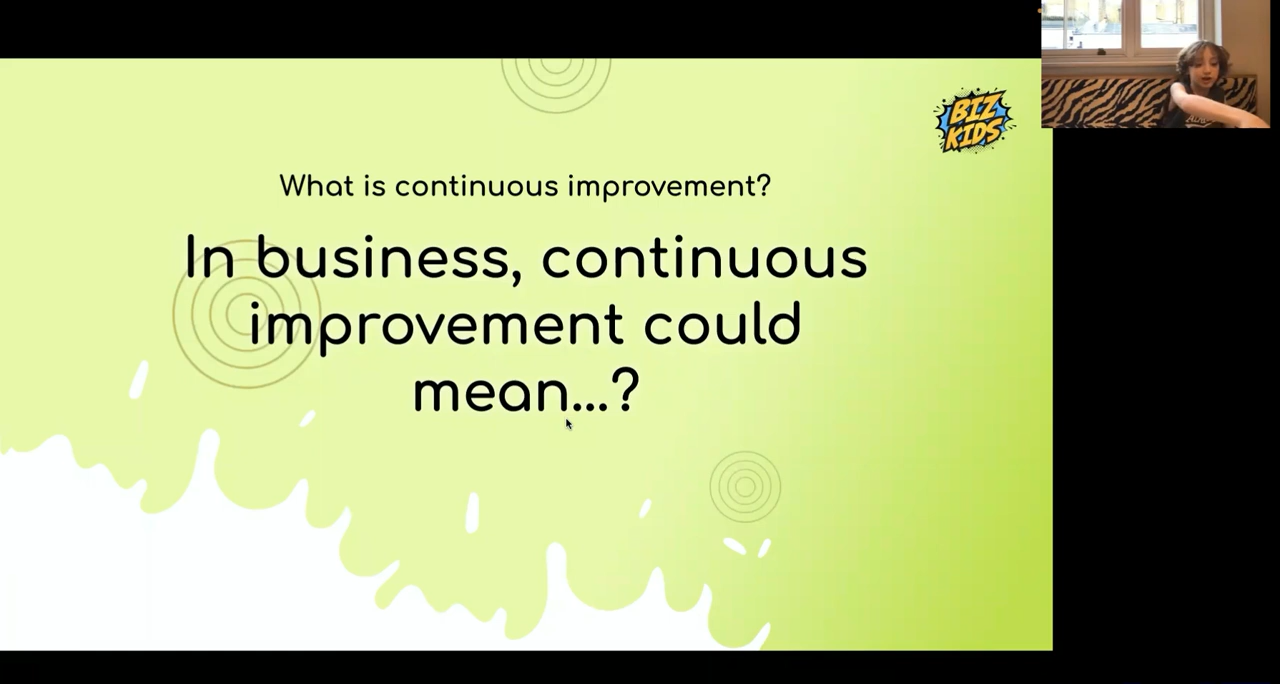 What is continuous improvement?
In business, continuous
improvement could
mean...?
BIZ
KIDS